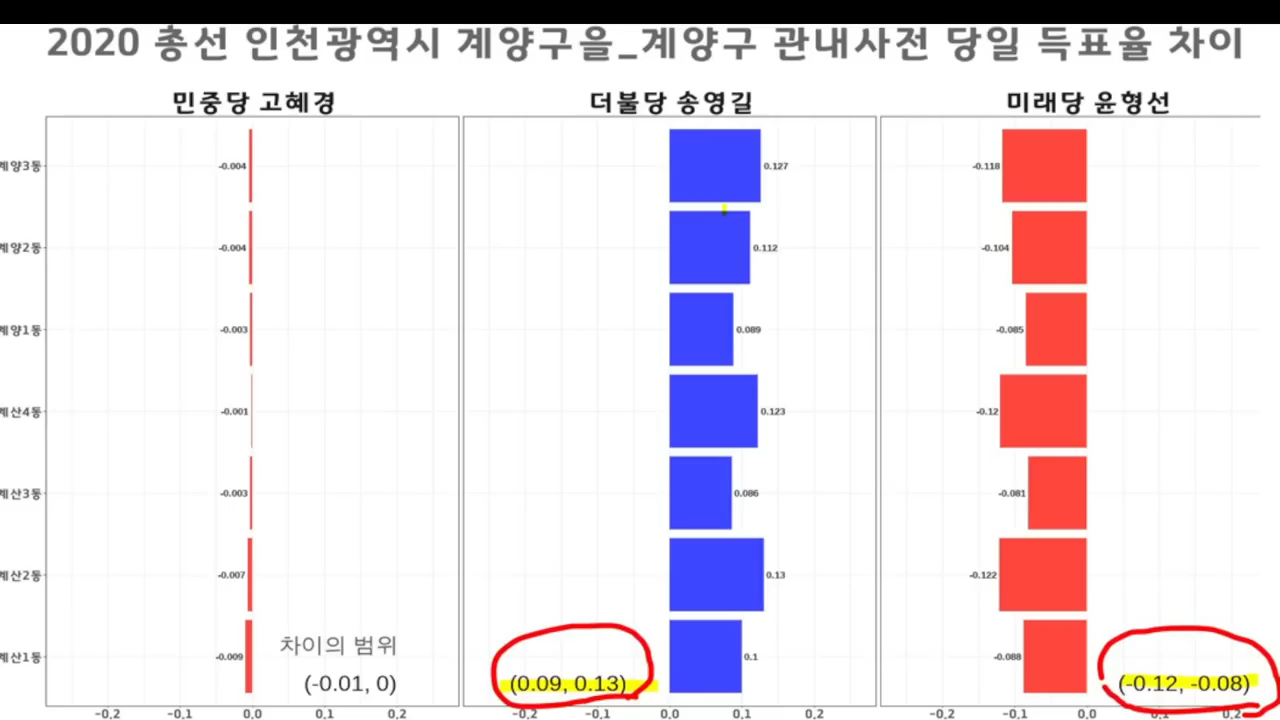 2020 총선 인천광역시 계양구을_계양구 관내사전 당일 득표율 차이
민중당 고혜경 더불당 송영길 미래당 윤형선
계양3동 -0.004 0.127 -0.118
계양2동 -0.004 0.112 -0.104
계양1동 -0.003 0.089 -0.085
계산4동 -0.001 0.123 -0.12
계산3동 -0.003 0.086 -0.081
계산2동 -0.007 0.13 -0.122
차이의 범위
계산1동 -0.009 0.1 -0.088
(-0.01, 0) (0.09, 0.13) (-0.12, -0.08)
-0.2 -0.1 0.0 0.1 0.2 -0.2 -0.1 0.0 0.1 0.2 -0.2 -0.1 0.0 0.1 0.2